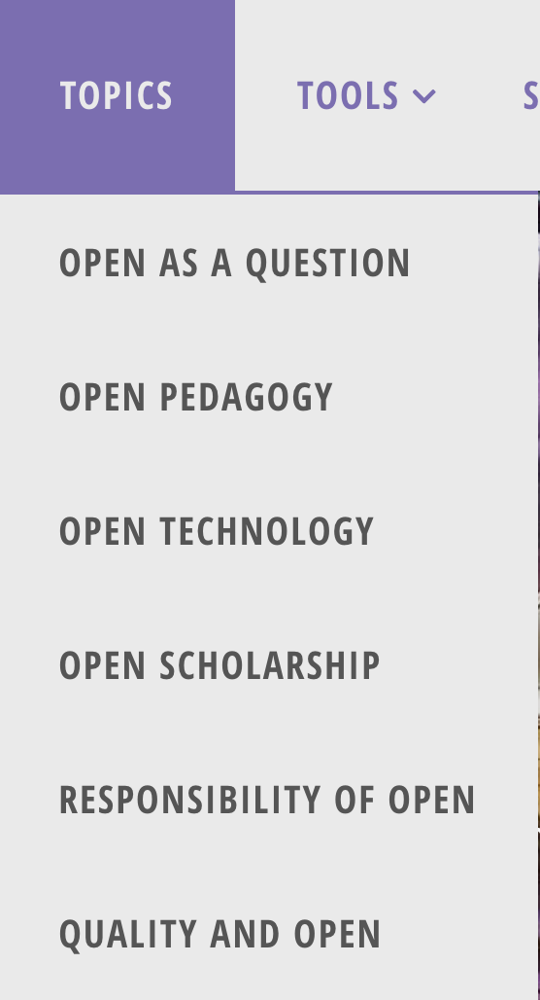 TOPICS
TOOLS
OPEN AS A QUESTION
OPEN PEDAGOGY
OPEN TECHNOLOGY
OPEN SCHOLARSHIP
RESPONSIBILITY OF OPEN
QUALITY AND OPEN